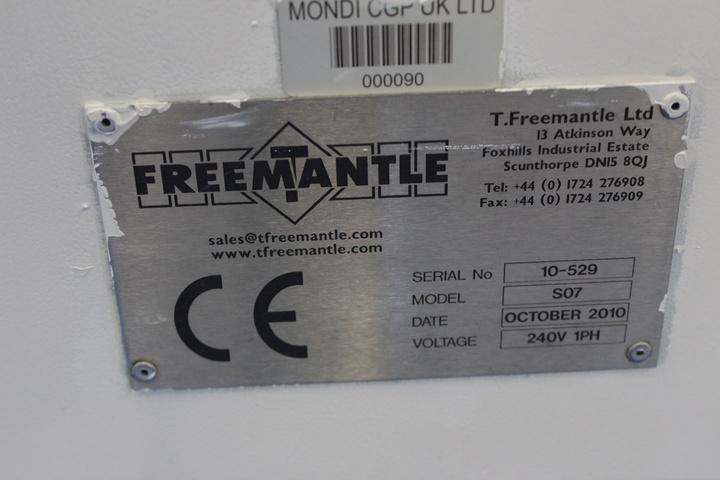 MONDI CGP UK LTD
000090
FREEMANTLE
sales@tfreemantle.com
www.tfreemantle.com
T.Freemantle Ltd
13 Atkinson Way
Foxhills Industrial Estate
Scunthorpe DN15 8QJ
Tel: +44 (0) 1724 276908
Fax: +44 (0) 1724 276909
CE
SERIAL No 10-529
MODEL S07
DATE OCTOBER 2010
VOLTAGE 240V 1PH